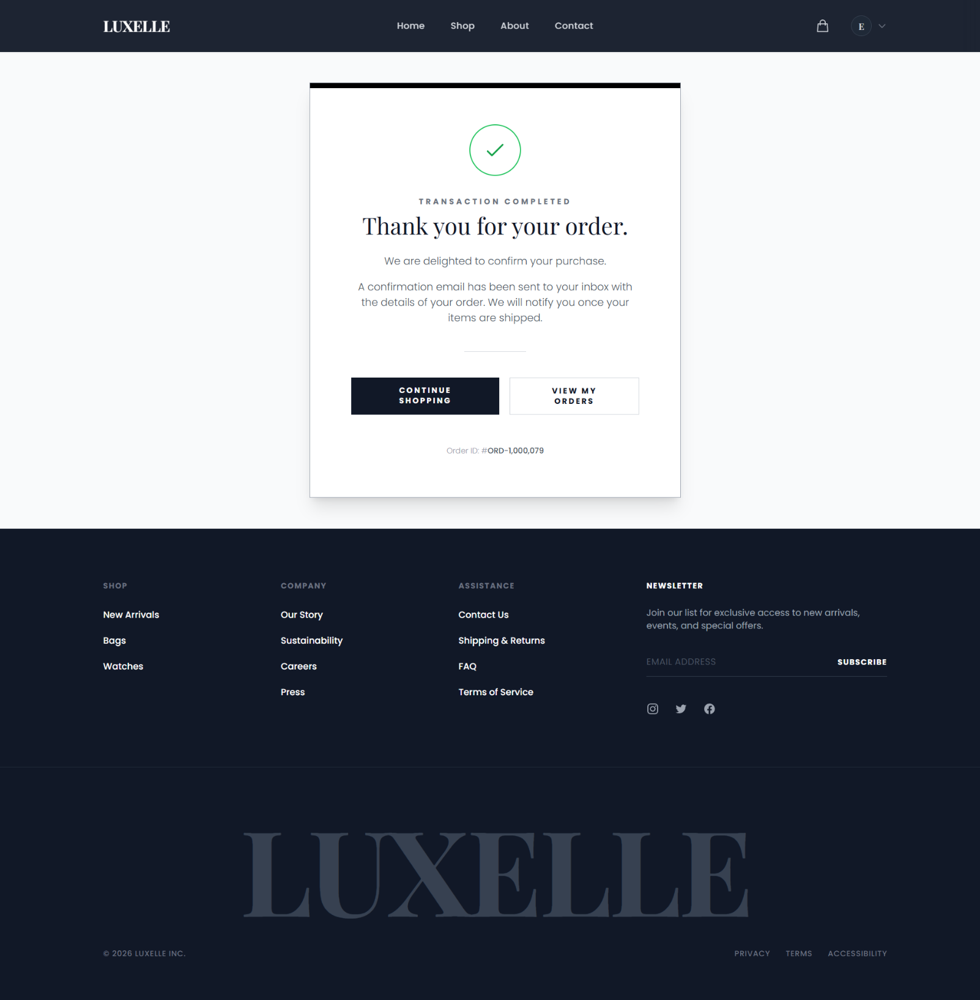 LUXELLE
Home
Shop
About
Contact
E
TRANSACTION COMPLETED
Thank you for your order.
We are delighted to confirm your purchase.
A confirmation email has been sent to your inbox with
the details of your order. We will notify you once your
items are shipped.
CONTINUE
SHOPPING
VIEW MY
ORDERS
Order ID: #ORD-1,000,079
SHOP
New Arrivals
Bags
Watches
COMPANY
Our Story
Sustainability
Careers
Press
ASSISTANCE
Contact Us
Shipping & Returns
FAQ
Terms of Service
NEWSLETTER
Join our list for exclusive access to new arrivals,
events, and special offers.
EMAIL ADDRESS
SUBSCRIBE
LUXELLE
© 2026 LUXELLE INC.
PRIVACY
TERMS
ACCESSIBILITY